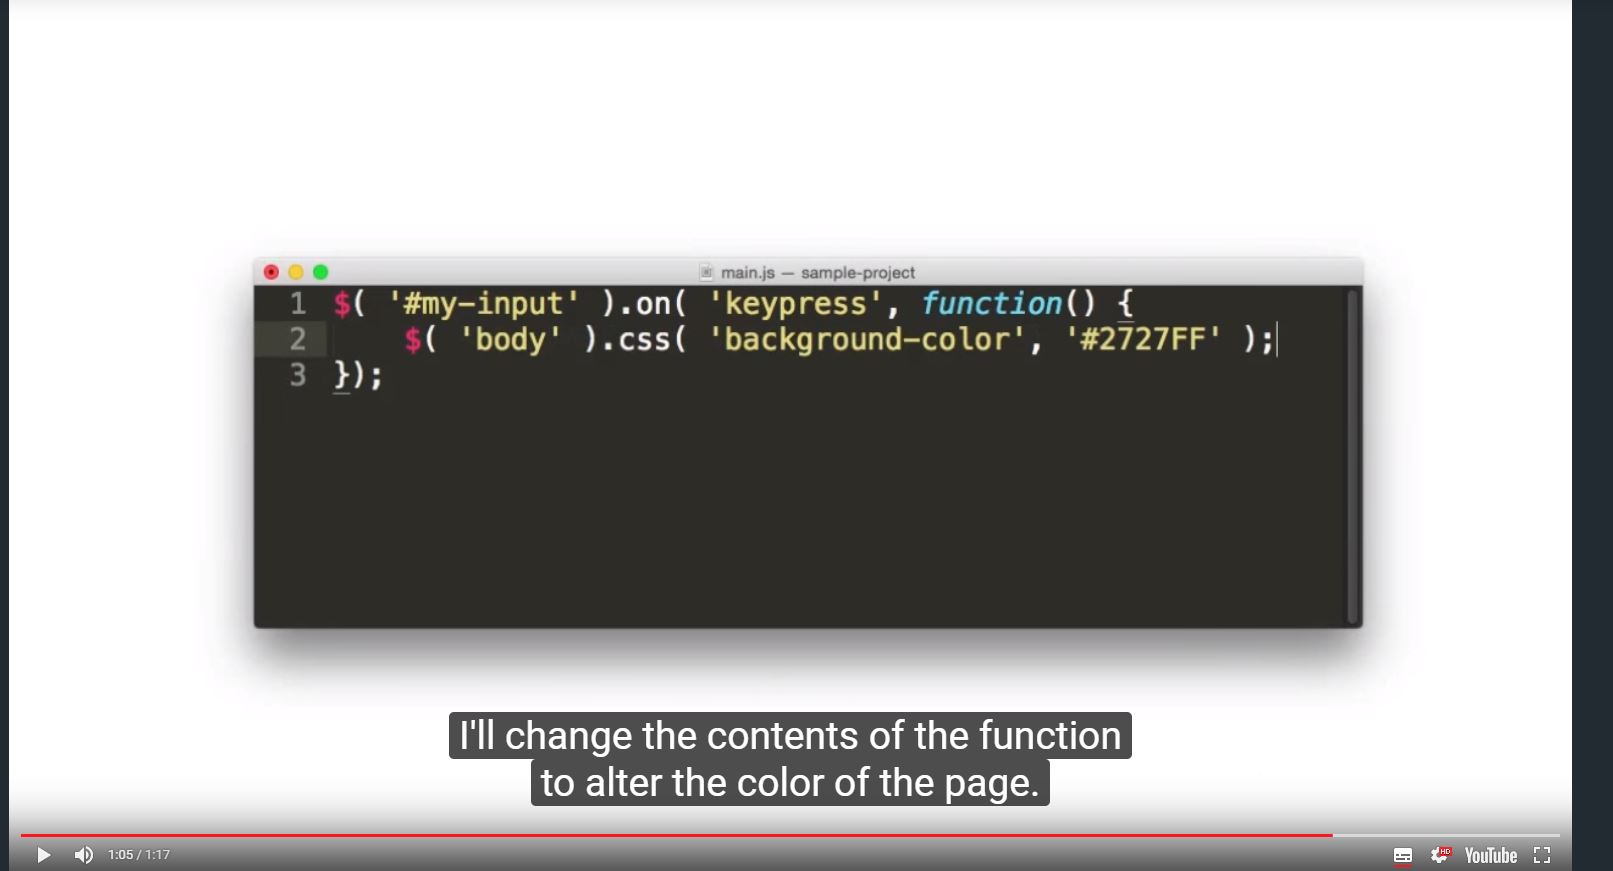 main.js — sample-project
1 $( '#my-input' ).on( 'keypress', function() {
2     $( 'body' ).css( 'background-color', '#2727FF' );
3 });
I'll change the contents of the function
to alter the color of the page.
1:05 / 1:17 HD YouTube